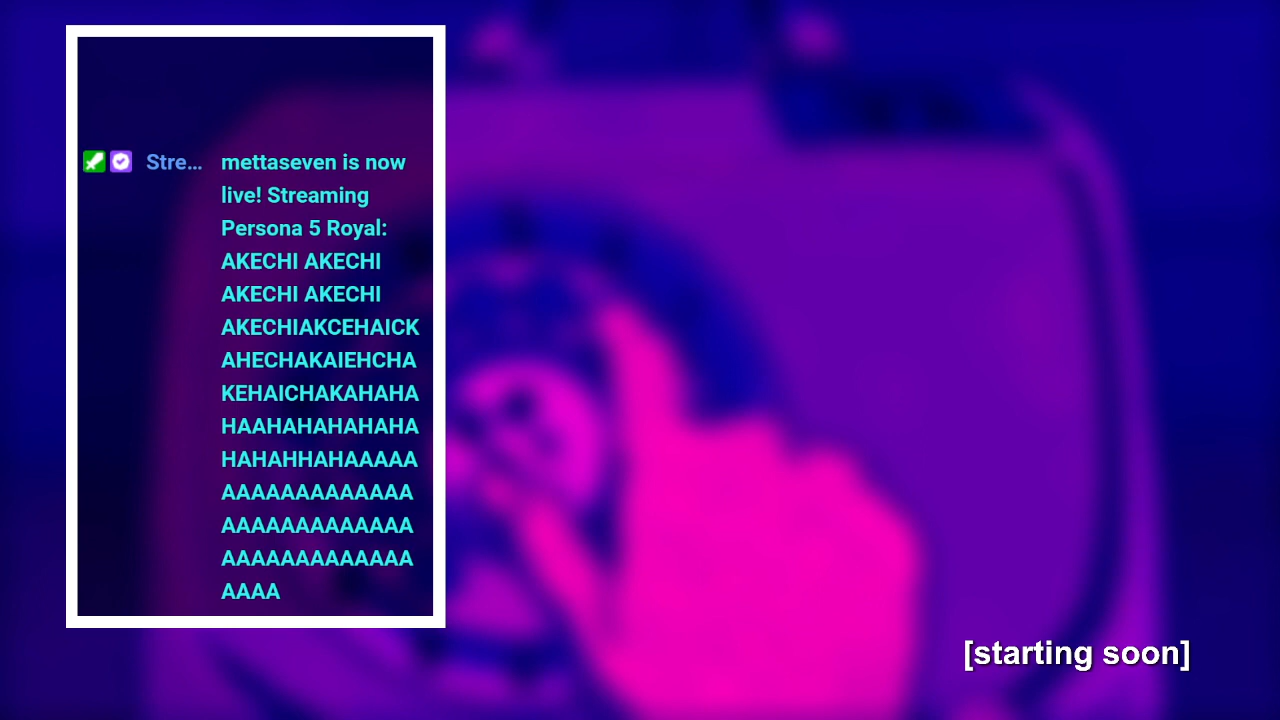 Stre... mettaseven is now
live! Streaming
Persona 5 Royal:
AKECHI AKECHI
AKECHI AKECHI
AKECHIAKCEHAICK
AHECHAKAIEHCHA
KEHAICHAKAHAHA
HAAHAHAHAHAHA
HAHAHHAHAAAAA
AAAAAAAAAAAAA
AAAAAAAAAAAAA
AAAAAAAAAAAAA
AAAA
[starting soon]